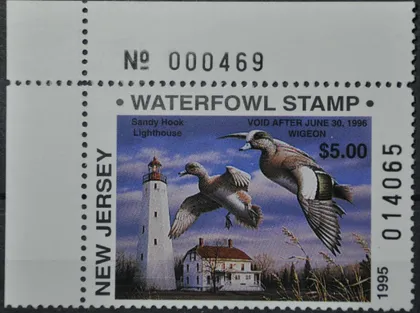 № 000469
• WATERFOWL STAMP •
Sandy Hook
Lighthouse
VOID AFTER JUNE 30, 1996
WIGEON
$5.00
NEW JERSEY
014065
1995